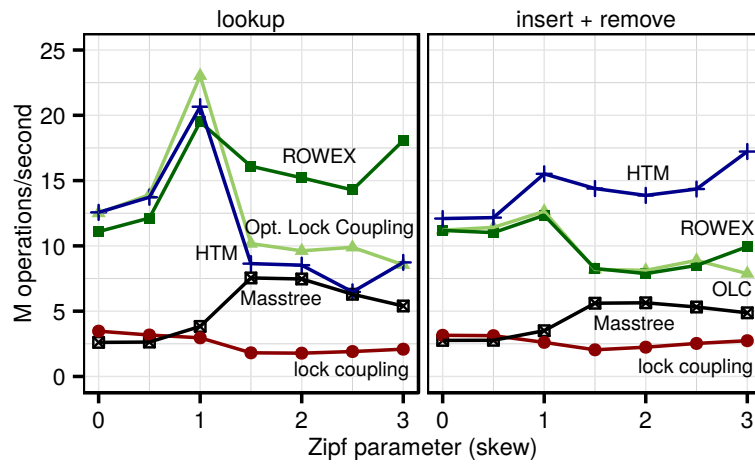 lookup
insert + remove
M operations/second
25
20
15
10
5
0
ROWEX
Opt. Lock Coupling
HTM
Masstree
lock coupling
HTM
ROWEX
OLC
Masstree
lock coupling
0 1 2 3
0 1 2 3
Zipf parameter (skew)